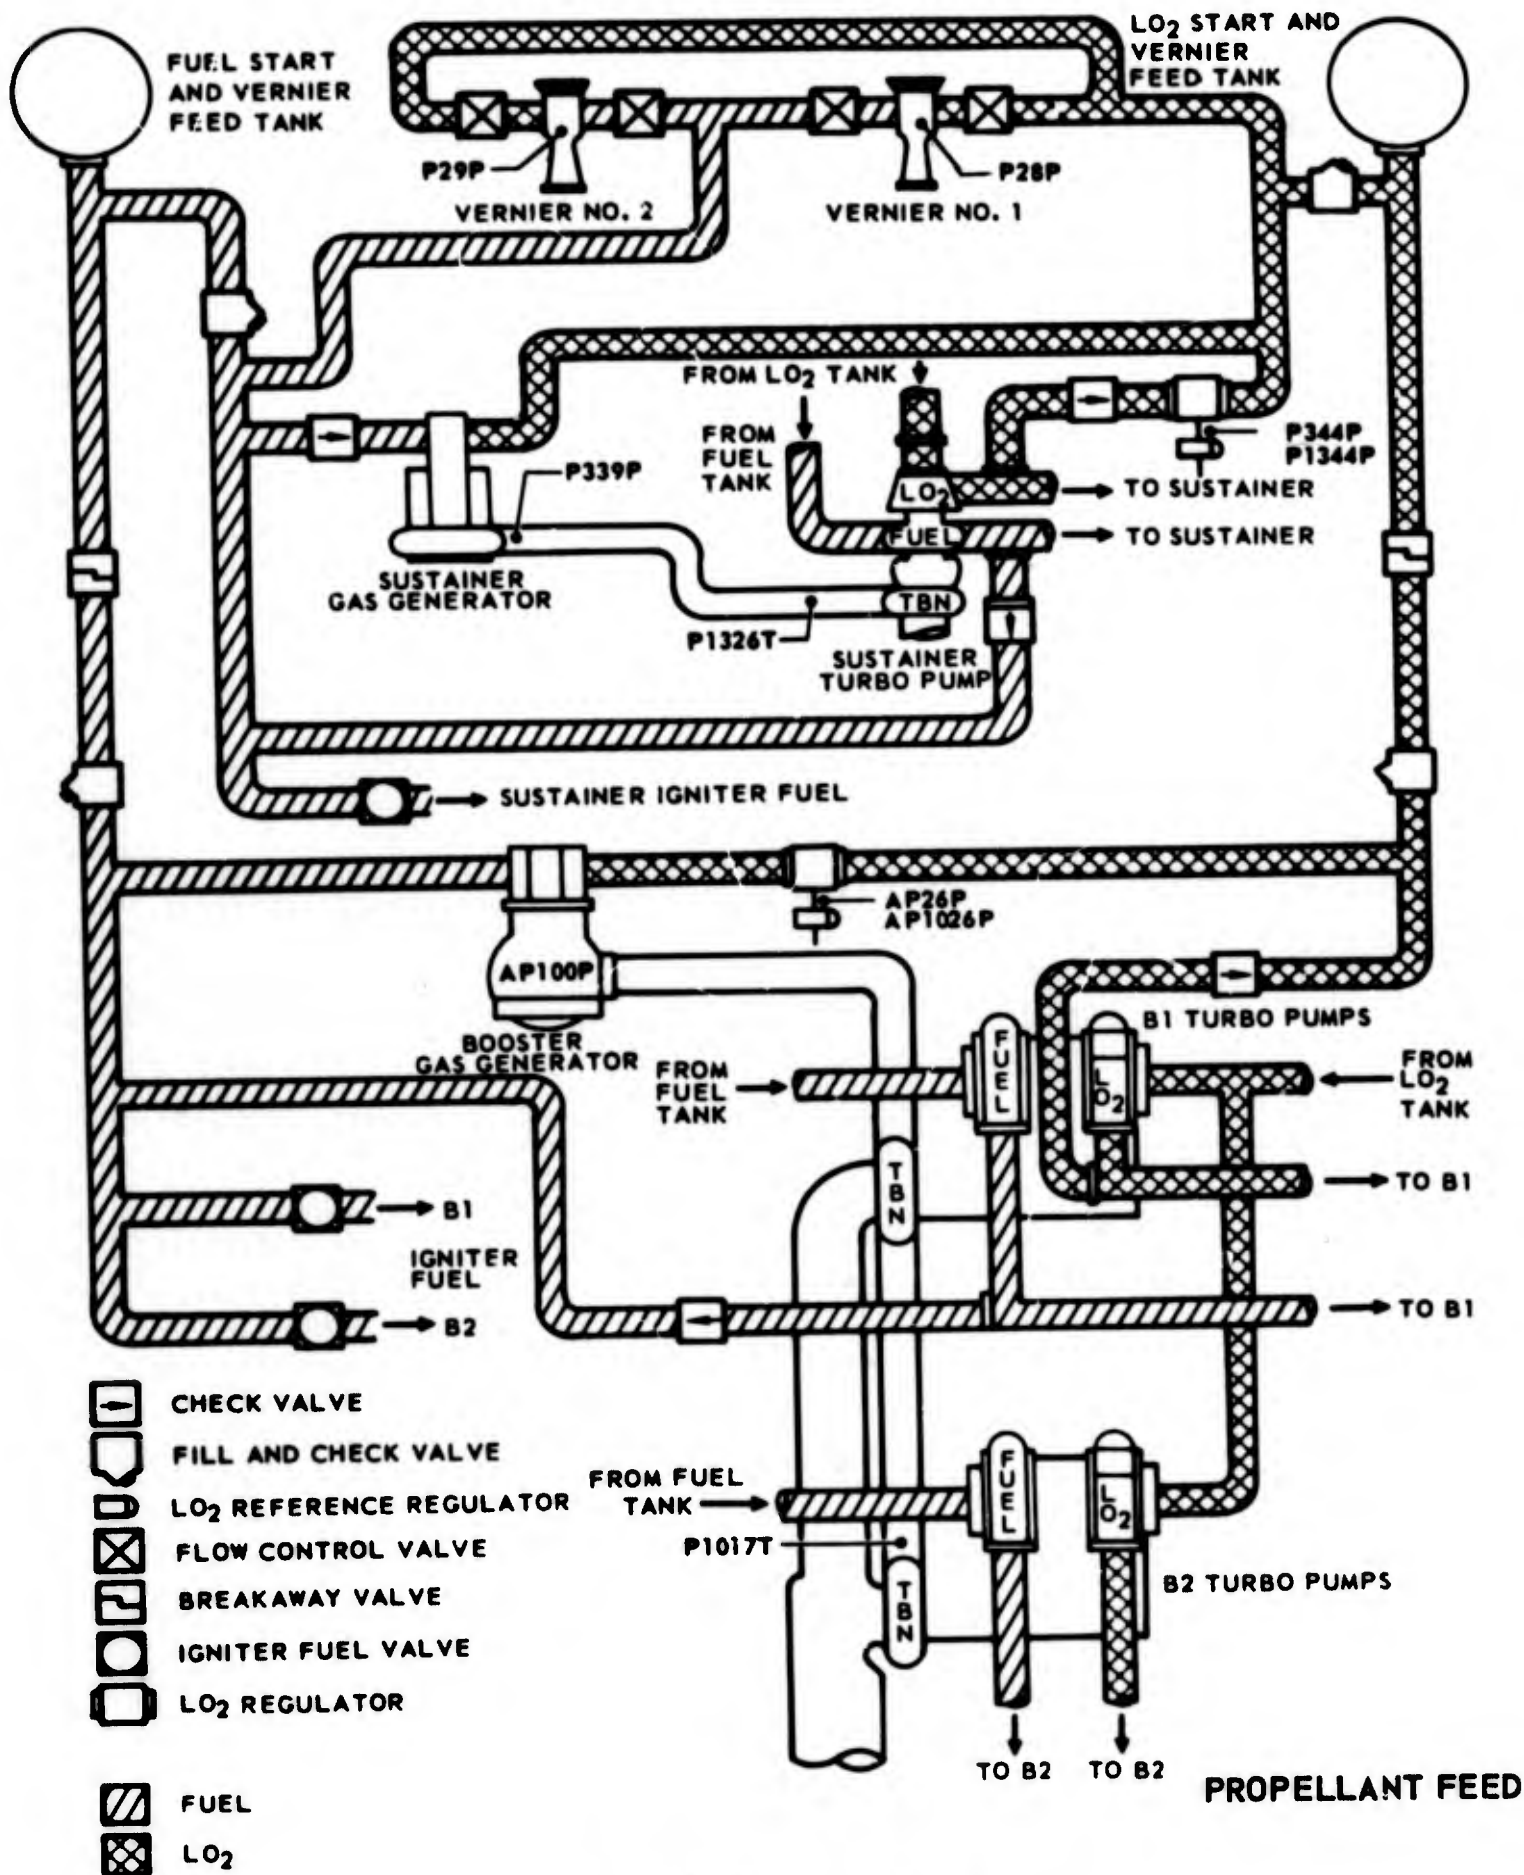 FUEL START
AND VERNIER
FEED TANK
LO2 START AND
VERNIER
FEED TANK
P29P
P28P
VERNIER NO. 2
VERNIER NO. 1
FROM LO2 TANK
FROM
FUEL
TANK
P344P
P1344P
P339P
LO2
TO SUSTAINER
FUEL
TO SUSTAINER
SUSTAINER
GAS GENERATOR
TBN
P1326T
SUSTAINER
TURBO PUMP
SUSTAINER IGNITER FUEL
AP26P
AP1026P
AP100P
BOOSTER
GAS GENERATOR
B1 TURBO PUMPS
FROM
FUEL
TANK
FUEL
LO2
FROM
LO2
TANK
TBN
TO B1
B1
IGNITER
FUEL
B2
TO B1
CHECK VALVE
FILL AND CHECK VALVE
LO2 REFERENCE REGULATOR
FLOW CONTROL VALVE
BREAKAWAY VALVE
IGNITER FUEL VALVE
LO2 REGULATOR
FROM FUEL
TANK
FUEL
LO2
P1017T
TBN
B2 TURBO PUMPS
TO B2
TO B2
PROPELLANT FEED
FUEL
LO2